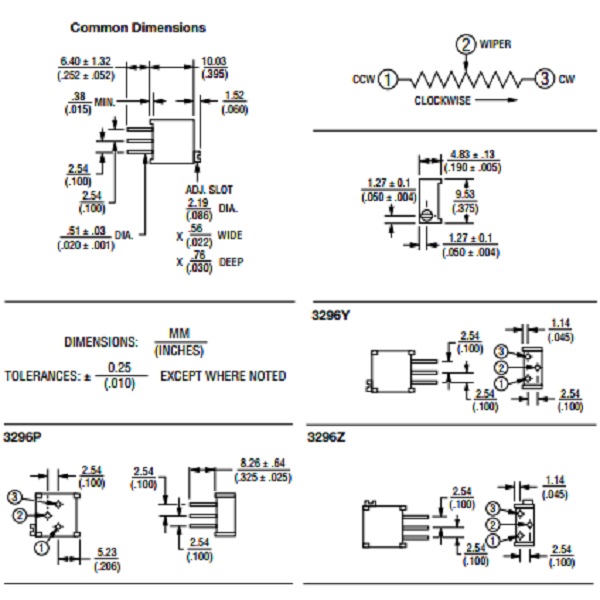 Common Dimensions
6.40 ± 1.32
(.252 ± .052)
10.03
(.395)
.38
(.015)
MIN.
1.52
(.060)
2.54
(.100)
2.54
(.100)
ADJ. SLOT
2.19
(.086)
DIA.
.51 ± .03
(.020 ± .001)
DIA.
X
.56
(.022)
WIDE
X
.76
(.030)
DEEP
2
WIPER
CCW
1
3
CW
CLOCKWISE
4.83 ± .13
(.190 ± .005)
1.27 ± 0.1
(.050 ± .004)
9.53
(.375)
1.27 ± 0.1
(.050 ± .004)
DIMENSIONS:
MM
(INCHES)
TOLERANCES: ±
0.25
(.010)
EXCEPT WHERE NOTED
3296Y
2.54
(.100)
2.54
(.100)
1.14
(.045)
3
2
1
2.54
(.100)
3296P
2.54
(.100)
3
2
1
5.23
(.206)
2.54
(.100)
8.26 ± .64
(.325 ± .025)
2.54
(.100)
3296Z
2.54
(.100)
2.54
(.100)
1.14
(.045)
3
2
1
2.54
(.100)